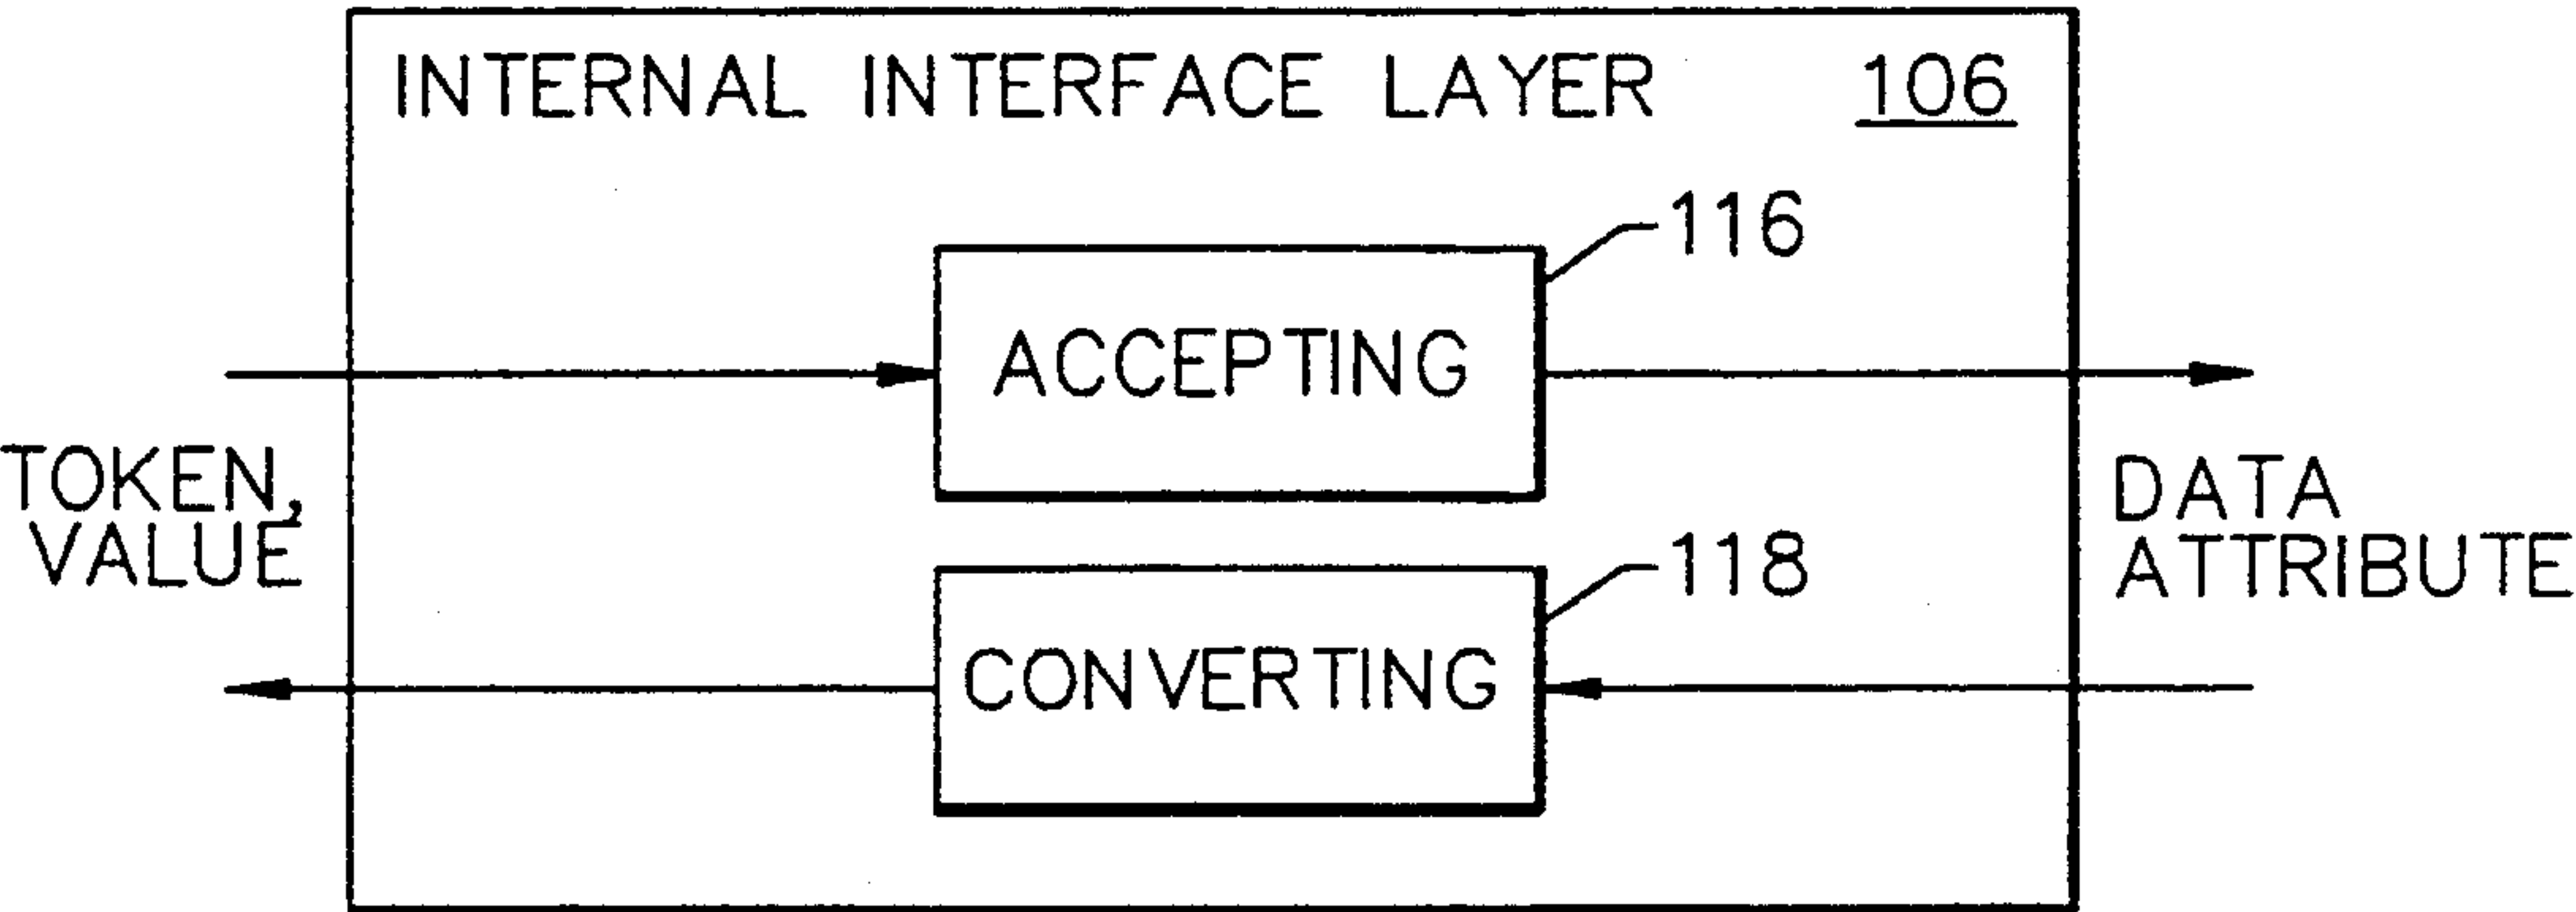 INTERNAL INTERFACE LAYER 106
116
ACCEPTING
TOKEN,
VALUE
DATA
ATTRIBUTE
118
CONVERTING